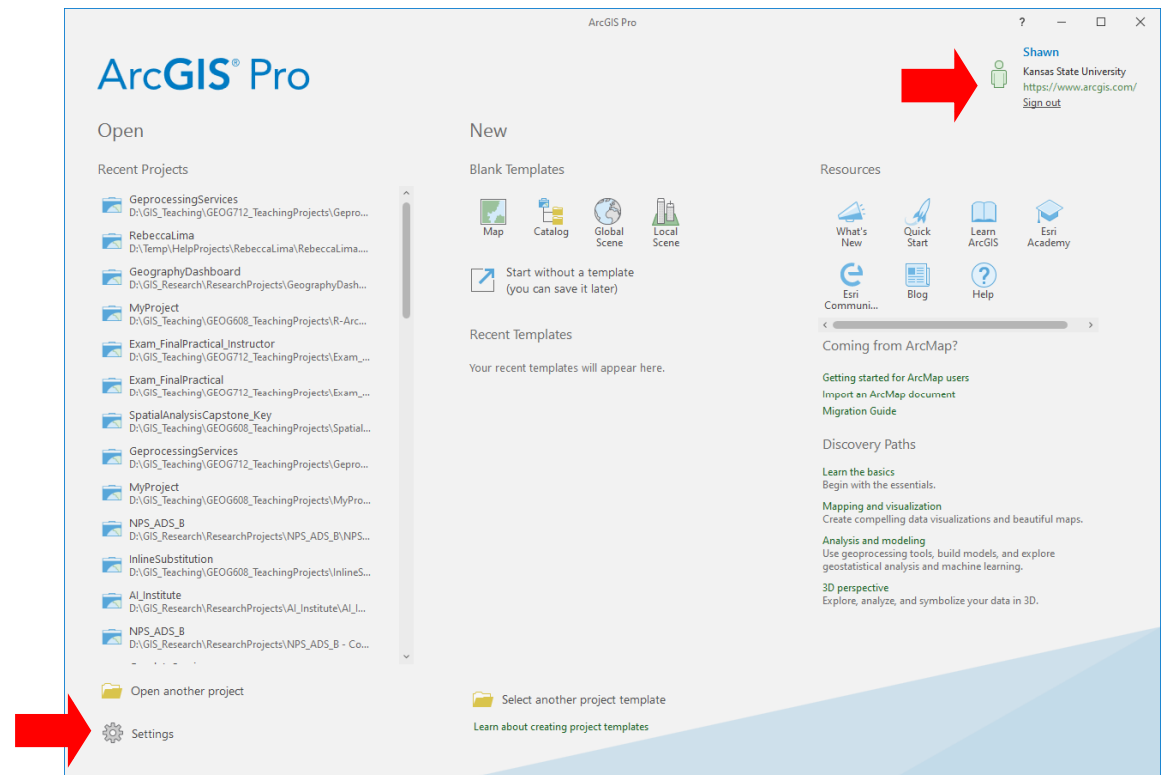 ArcGIS Pro
?
Shawn
Kansas State University
https://www.arcgis.com/
Sign out
ArcGIS® Pro
Open
Recent Projects
GeprocessingServices
D:\GIS_Teaching\GEOG712_TeachingProjects\Gepro...
RebeccaLima
D:\Temp\HelpProjects\RebeccaLima\RebeccaLima....
GeographyDashboard
D:\GIS_Research\ResearchProjects\GeographyDash...
MyProject
D:\GIS_Teaching\GEOG608_TeachingProjects\R-Arc...
Exam_FinalPractical_Instructor
D:\GIS_Teaching\GEOG712_TeachingProjects\Exam_...
Exam_FinalPractical
D:\GIS_Teaching\GEOG712_TeachingProjects\Exam_...
SpatialAnalysisCapstone_Key
D:\GIS_Teaching\GEOG608_TeachingProjects\Spatial...
GeprocessingServices
D:\GIS_Teaching\GEOG712_TeachingProjects\Gepro...
MyProject
D:\GIS_Teaching\GEOG608_TeachingProjects\MyPro...
NPS_ADS_B
D:\GIS_Research\ResearchProjects\NPS_ADS_B\NPS...
InlineSubstitution
D:\GIS_Teaching\GEOG608_TeachingProjects\InlineS...
AI_Institute
D:\GIS_Research\ResearchProjects\AI_Institute\AI_I...
NPS_ADS_B
D:\GIS_Research\ResearchProjects\NPS_ADS_B - Co...
Open another project
Settings
New
Blank Templates
Map
Catalog
Global
Scene
Local
Scene
Start without a template
(you can save it later)
Recent Templates
Your recent templates will appear here.
Select another project template
Learn about creating project templates
Resources
What's
New
Quick
Start
Learn
ArcGIS
Esri
Academy
Esri
Communi...
Blog
Help
Coming from ArcMap?
Getting started for ArcMap users
Import an ArcMap document
Migration Guide
Discovery Paths
Learn the basics
Begin with the essentials.
Mapping and visualization
Create compelling data visualizations and beautiful maps.
Analysis and modeling
Use geoprocessing tools, build models, and explore
geostatistical analysis and machine learning.
3D perspective
Explore, analyze, and symbolize your data in 3D.